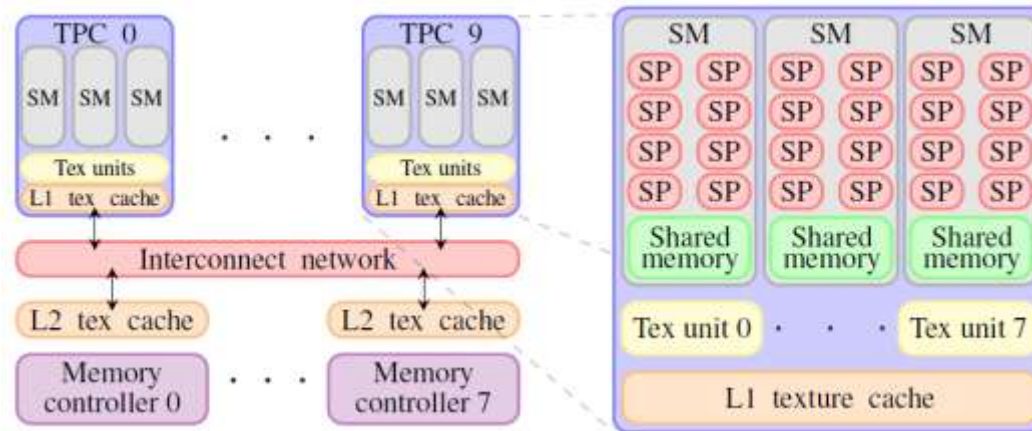 TPC 0
SM SM SM
Tex units
L1 tex cache
. . .
TPC 9
SM SM SM
Tex units
L1 tex cache
Interconnect network
L2 tex cache
L2 tex cache
Memory
controller 0
. . .
Memory
controller 7
SM
SP SP
SP SP
SP SP
SP SP
Shared
memory
SM
SP SP
SP SP
SP SP
SP SP
Shared
memory
SM
SP SP
SP SP
SP SP
SP SP
Shared
memory
Tex unit 0 . . . Tex unit 7
L1 texture cache